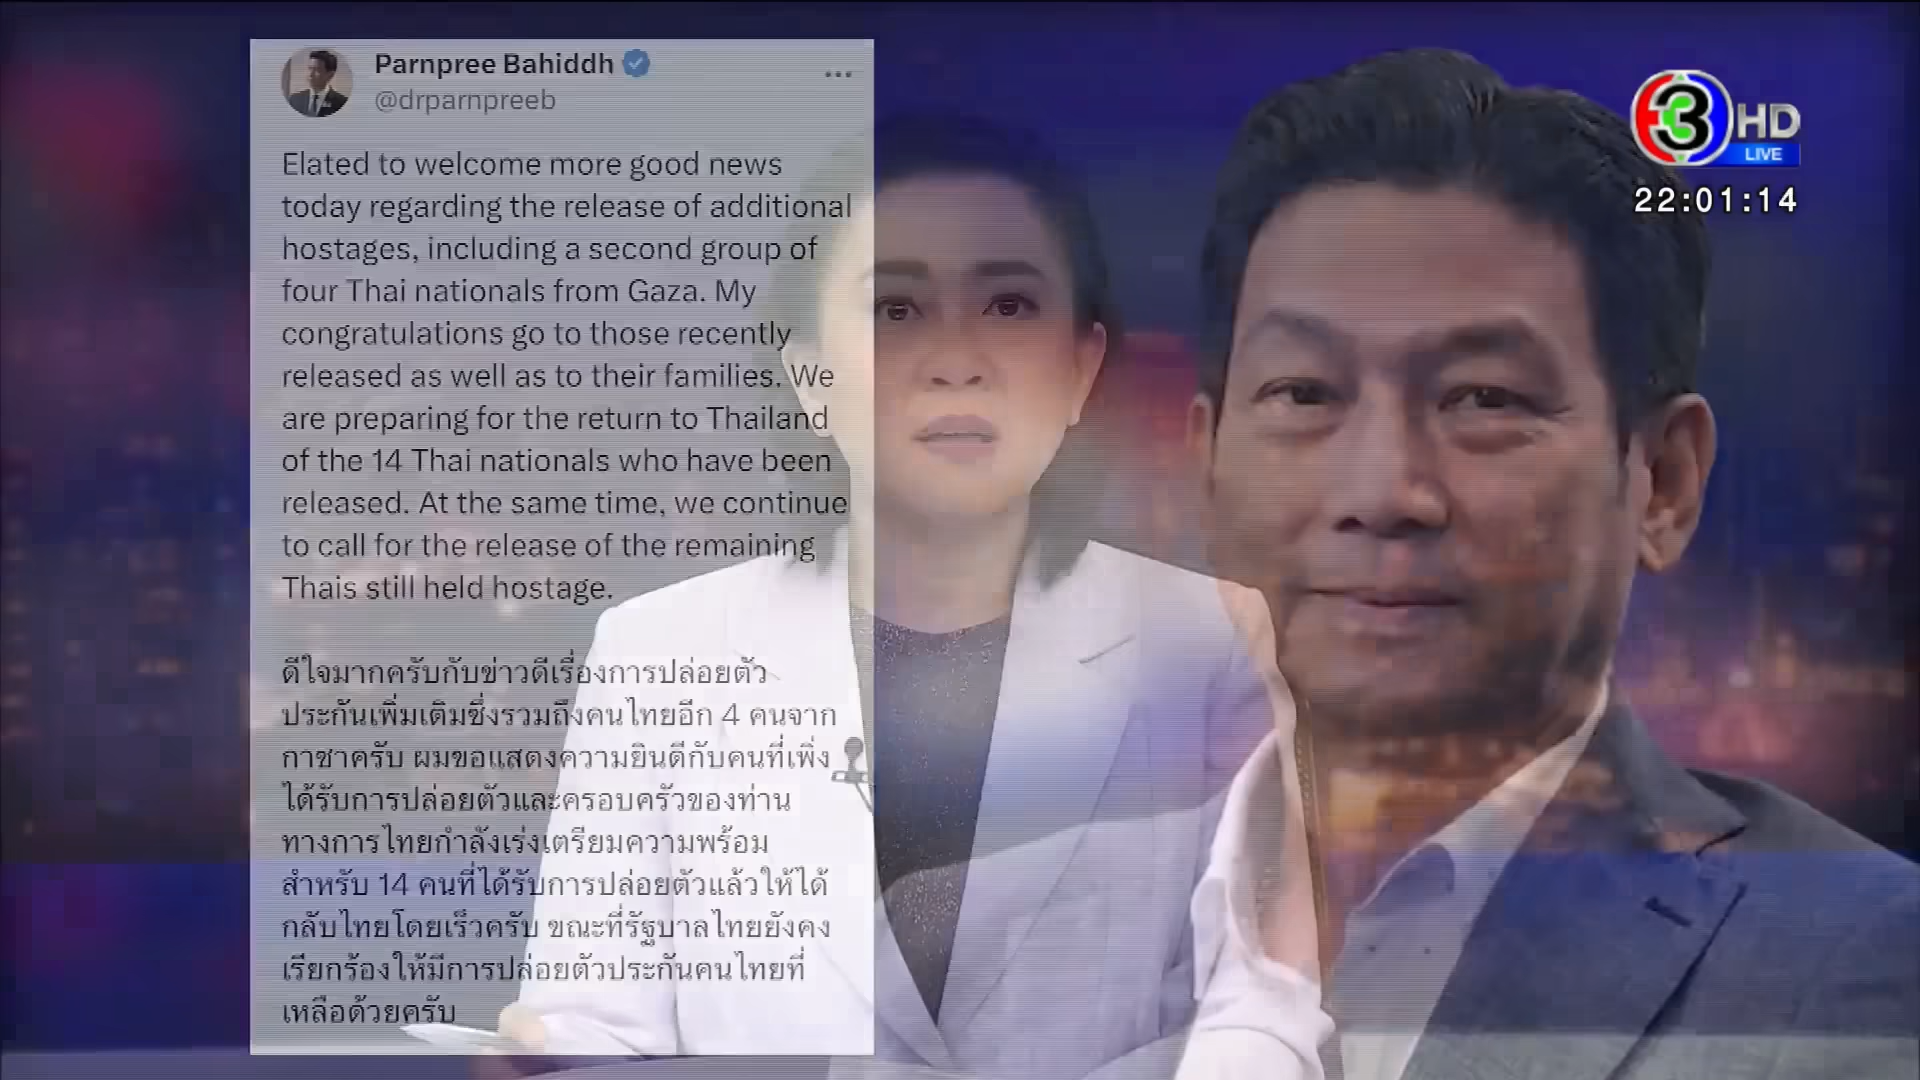 Parnpree Bahiddh
@drparnpreeb
Elated to welcome more good news
today regarding the release of additional
hostages, including a second group of
four Thai nationals from Gaza. My
congratulations go to those recently
released as well as to their families. We
are preparing for the return to Thailand
of the 14 Thai nationals who have been
released. At the same time, we continue
to call for the release of the remaining
Thais still held hostage.
ดีใจมากครับกับข่าวดีเรื่องการปล่อยตัว
ประกันเพิ่มเติมซึ่งรวมถึงคนไทยอีก 4 คนจาก
กาซาครับ ผมขอแสดงความยินดีกับคนที่เพิ่ง
ได้รับการปล่อยตัวและครอบครัวของท่าน
ทางการไทยกำลังเร่งเตรียมความพร้อม
สำหรับ 14 คนที่ได้รับการปล่อยตัวแล้วให้ได้
กลับไทยโดยเร็วครับ ขณะที่รัฐบาลไทยยังคง
เรียกร้องให้มีการปล่อยตัวประกันคนไทยที่
เหลือด้วยครับ
3 HD
LIVE
22:01:14